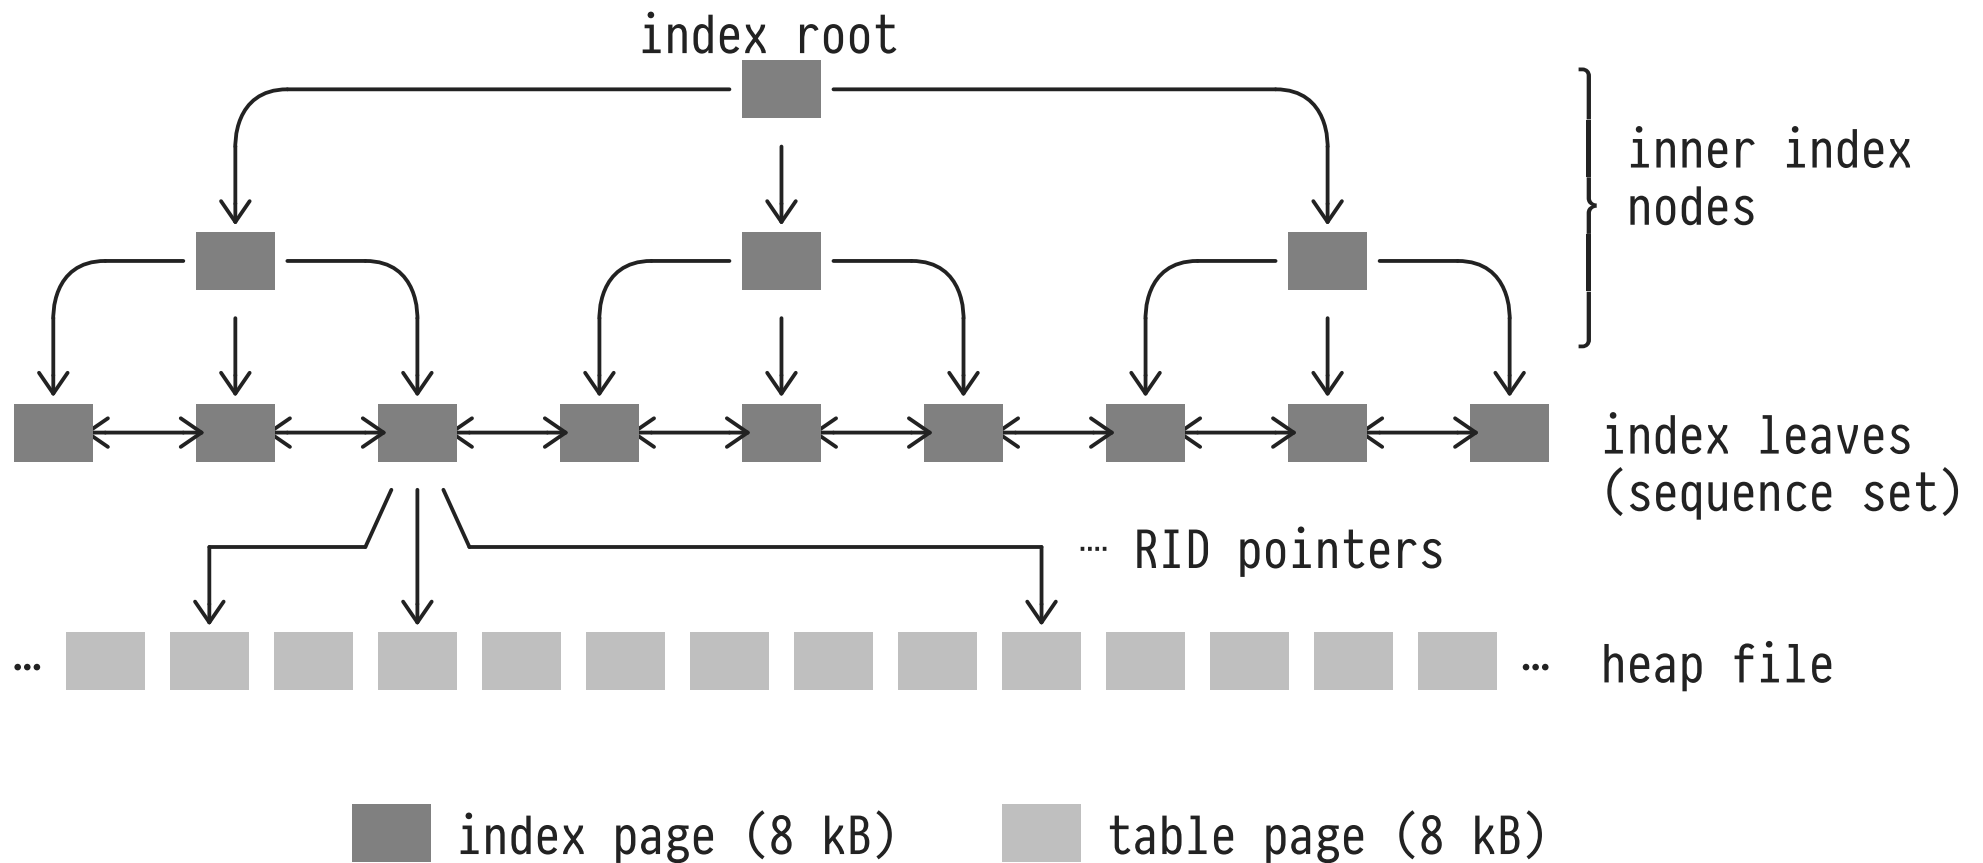 index root
inner index
nodes
index leaves
(sequence set)
···· RID pointers
… … heap file
index page (8 kB) table page (8 kB)